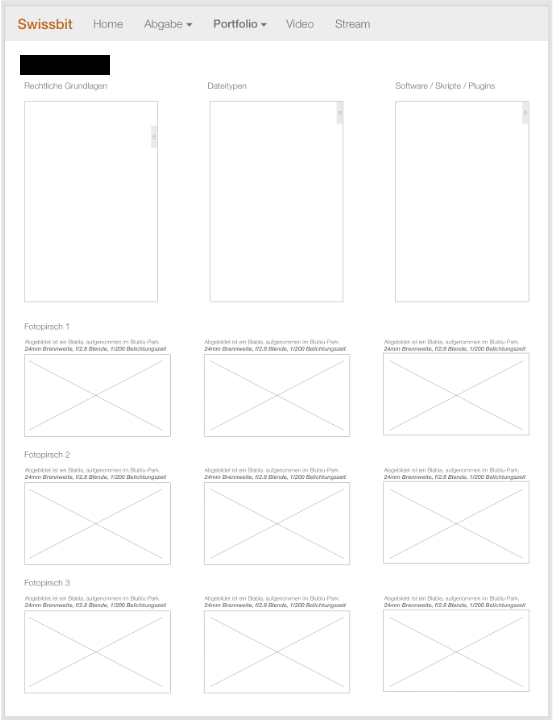 Swissbit Home Abgabe Portfolio Video Stream
Rechtliche Grundlagen Dateitypen Software / Skripte / Plugins
Fotopirsch 1
Abgebildet ist ein Blabla, aufgenommen im Blublu-Park. Abgebildet ist ein Blabla, aufgenommen im Blublu-Park. Abgebildet ist ein Blabla, aufgenommen im Blublu-Park.
24mm Brennweite, f/2.8 Blende, 1/200 Belichtungszeit 24mm Brennweite, f/2.8 Blende, 1/200 Belichtungszeit 24mm Brennweite, f/2.8 Blende, 1/200 Belichtungszeit
Fotopirsch 2
Abgebildet ist ein Blabla, aufgenommen im Blublu-Park. Abgebildet ist ein Blabla, aufgenommen im Blublu-Park. Abgebildet ist ein Blabla, aufgenommen im Blublu-Park.
24mm Brennweite, f/2.8 Blende, 1/200 Belichtungszeit 24mm Brennweite, f/2.8 Blende, 1/200 Belichtungszeit 24mm Brennweite, f/2.8 Blende, 1/200 Belichtungszeit
Fotopirsch 3
Abgebildet ist ein Blabla, aufgenommen im Blublu-Park. Abgebildet ist ein Blabla, aufgenommen im Blublu-Park. Abgebildet ist ein Blabla, aufgenommen im Blublu-Park.
24mm Brennweite, f/2.8 Blende, 1/200 Belichtungszeit 24mm Brennweite, f/2.8 Blende, 1/200 Belichtungszeit 24mm Brennweite, f/2.8 Blende, 1/200 Belichtungszeit